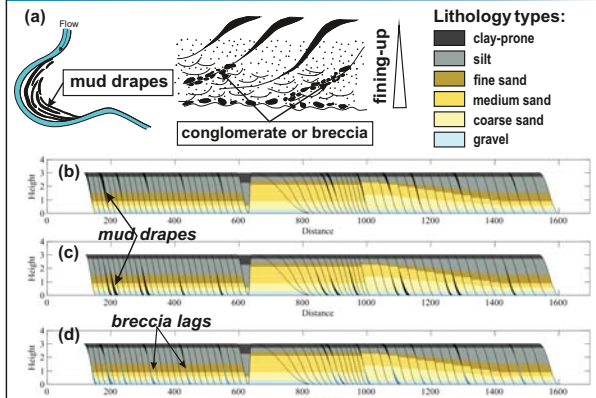 (a)
Flow
mud drapes
conglomerate or breccia
fining-up
Lithology types:
clay-prone
silt
fine sand
medium sand
coarse sand
gravel
(b)
Height
4
3
2
1
0
200
400
600
800
1000
1200
1400
1600
Distance
mud drapes
(c)
Height
4
3
2
1
0
200
400
600
800
1000
1200
1400
1600
Distance
breccia lags
(d)
Height
4
3
2
1
0
200
400
600
800
1000
1200
1400
1600